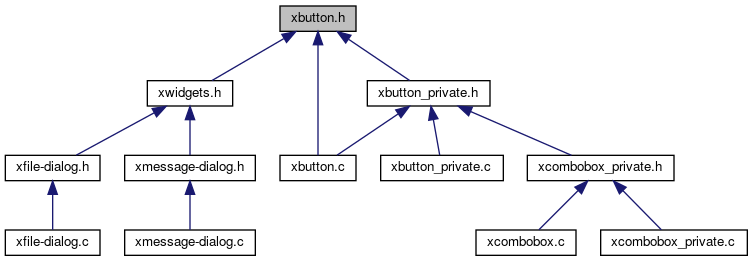 xbutton.h
xwidgets.h
xbutton_private.h
xfile-dialog.h
xmessage-dialog.h
xbutton.c
xbutton_private.c
xcombobox_private.h
xfile-dialog.c
xmessage-dialog.c
xcombobox.c
xcombobox_private.c